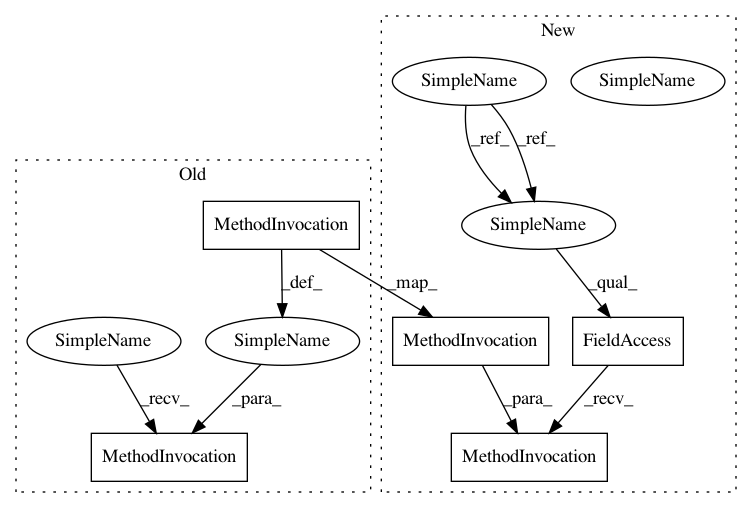 New
SimpleName
SimpleName
_ref_
_ref_
Old
MethodInvocation
SimpleName
_def_
_map_
_qual_
SimpleName
SimpleName
MethodInvocation
FieldAccess
_recv_
_para_
_para_
_recv_
MethodInvocation
MethodInvocation